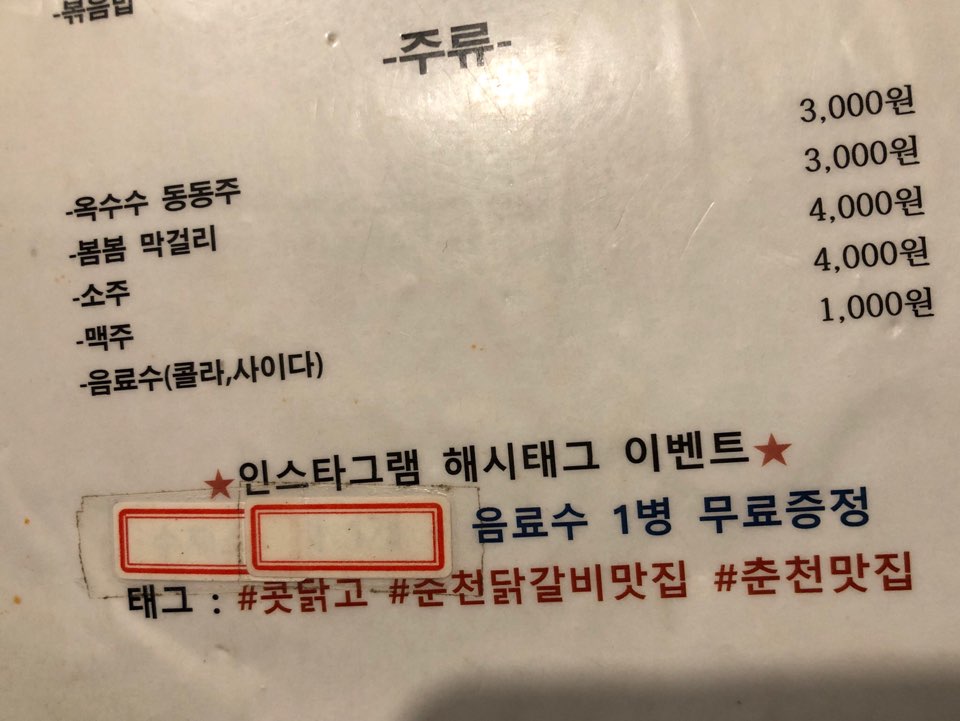 -볶음밥
-주류-
-옥수수 동동주 3,000원
-봄봄 막걸리 3,000원
-소주 4,000원
-맥주 4,000원
-음료수(콜라,사이다) 1,000원
★인스타그램 해시태그 이벤트★
음료수 1병 무료증정
태그 : #콧닭고 #춘천닭갈비맛집 #춘천맛집